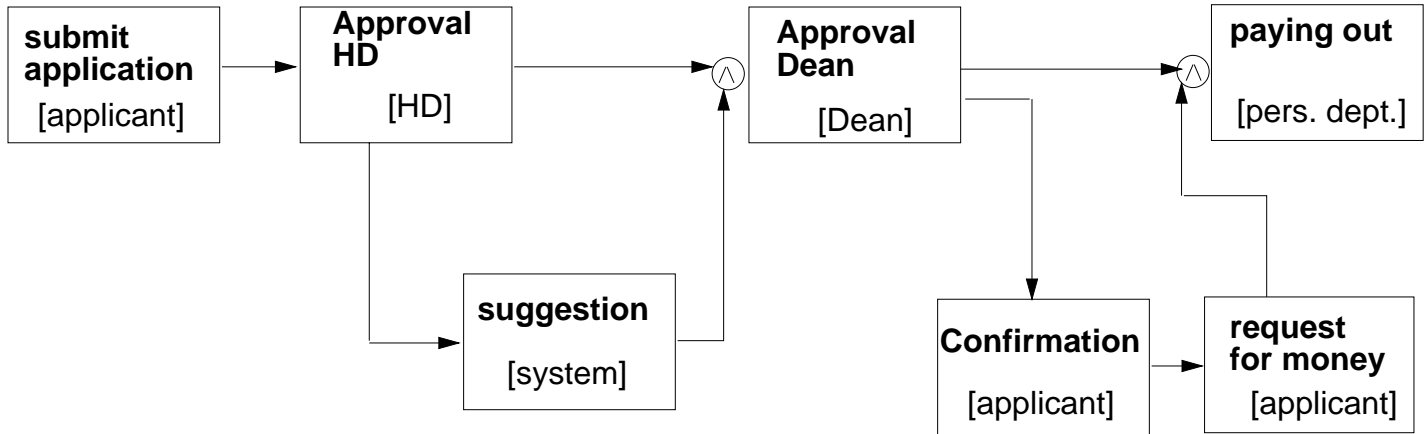 submit
application
[applicant]
Approval
HD
[HD]
∧
Approval
Dean
[Dean]
∧
paying out
[pers. dept.]
suggestion
[system]
Confirmation
[applicant]
request
for money
[applicant]